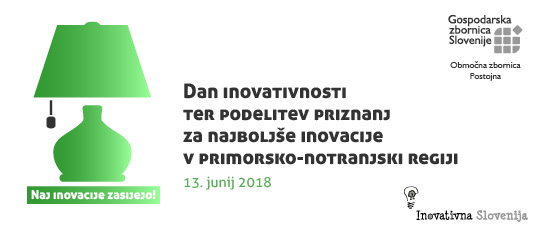 Gospodarska
zbornica
Slovenije
Območna zbornica
Postojna
Dan inovativnosti
ter podelitev priznanj
za najboljše inovacije
v primorsko-notranjski regiji
13. junij 2018
Naj inovacije zasijejo!
Inovativna Slovenija